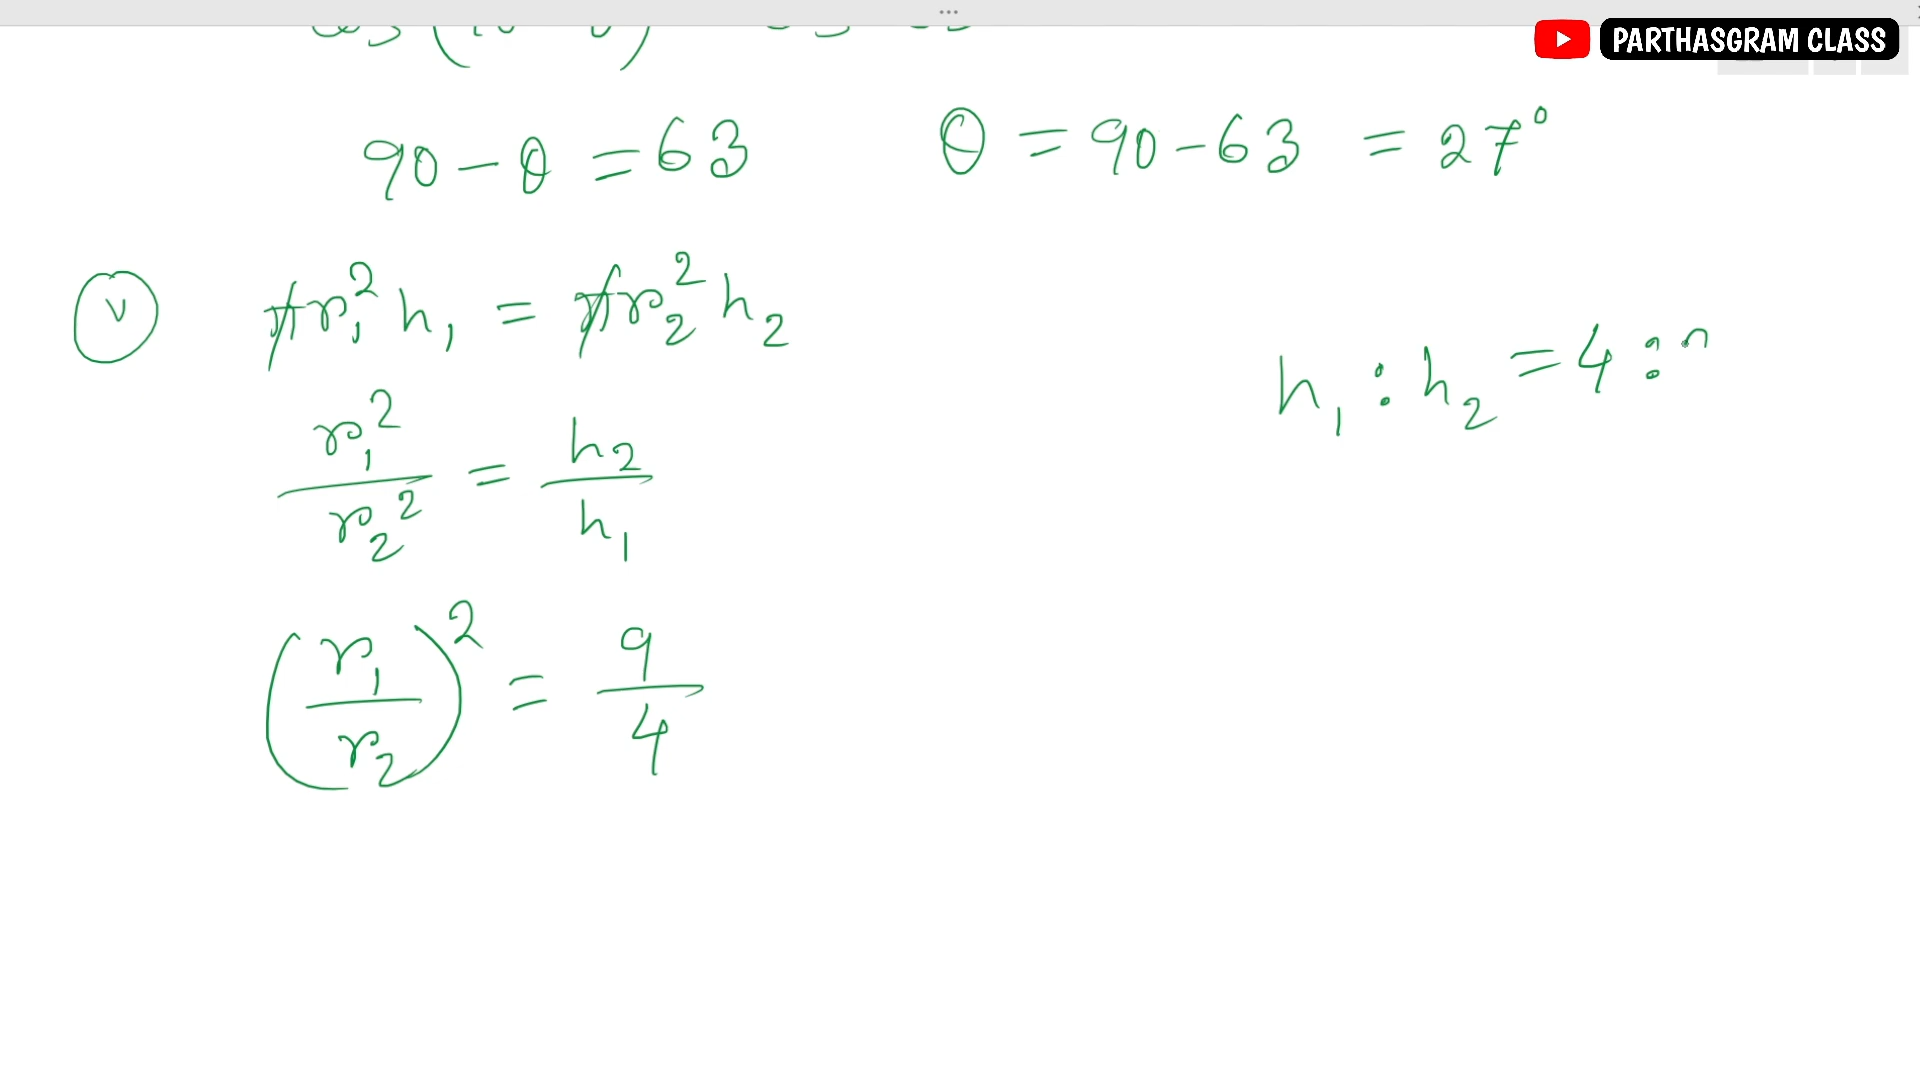 PARTHASGRAM CLASS
90 - θ = 63    θ = 90 - 63 = 27°
(v) πr₁²h₁ = πr₂²h₂
h₁ : h₂ = 4 :
r₁²/r₂² = h₂/h₁
(r₁/r₂)² = 9/4